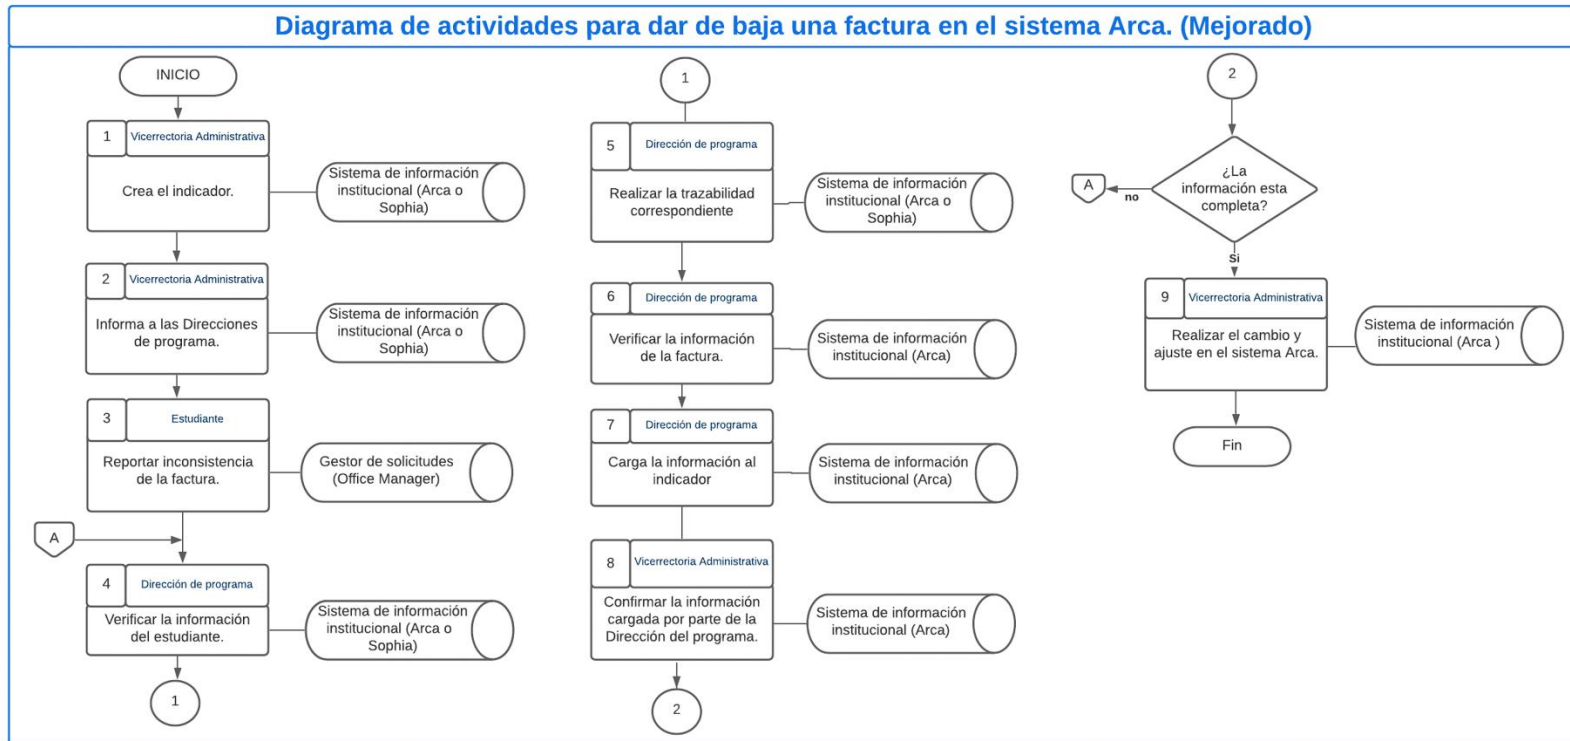 Diagrama de actividades para dar de baja una factura en el sistema Arca. (Mejorado)
INICIO
1
Vicerrectoria Administrativa
Crea el indicador.
Sistema de información
institucional (Arca o
Sophia)
2
Vicerrectoria Administrativa
Informa a las Direcciones
de programa.
Sistema de información
institucional (Arca o
Sophia)
3
Estudiante
Reportar inconsistencia
de la factura.
Gestor de solicitudes
(Office Manager)
A
4
Dirección de programa
Verificar la información
del estudiante.
Sistema de información
institucional (Arca o
Sophia)
1
1
5
Dirección de programa
Realizar la trazabilidad
correspondiente
Sistema de información
institucional (Arca o
Sophia)
6
Dirección de programa
Verificar la información
de la factura.
Sistema de información
institucional (Arca)
7
Dirección de programa
Carga la información al
indicador
Sistema de información
institucional (Arca)
8
Vicerrectoria Administrativa
Confirmar la información
cargada por parte de la
Dirección del programa.
Sistema de información
institucional (Arca)
2
2
¿La
información esta
completa?
A
no
Si
9
Vicerrectoria Administrativa
Realizar el cambio y
ajuste en el sistema Arca.
Sistema de información
institucional (Arca )
Fin